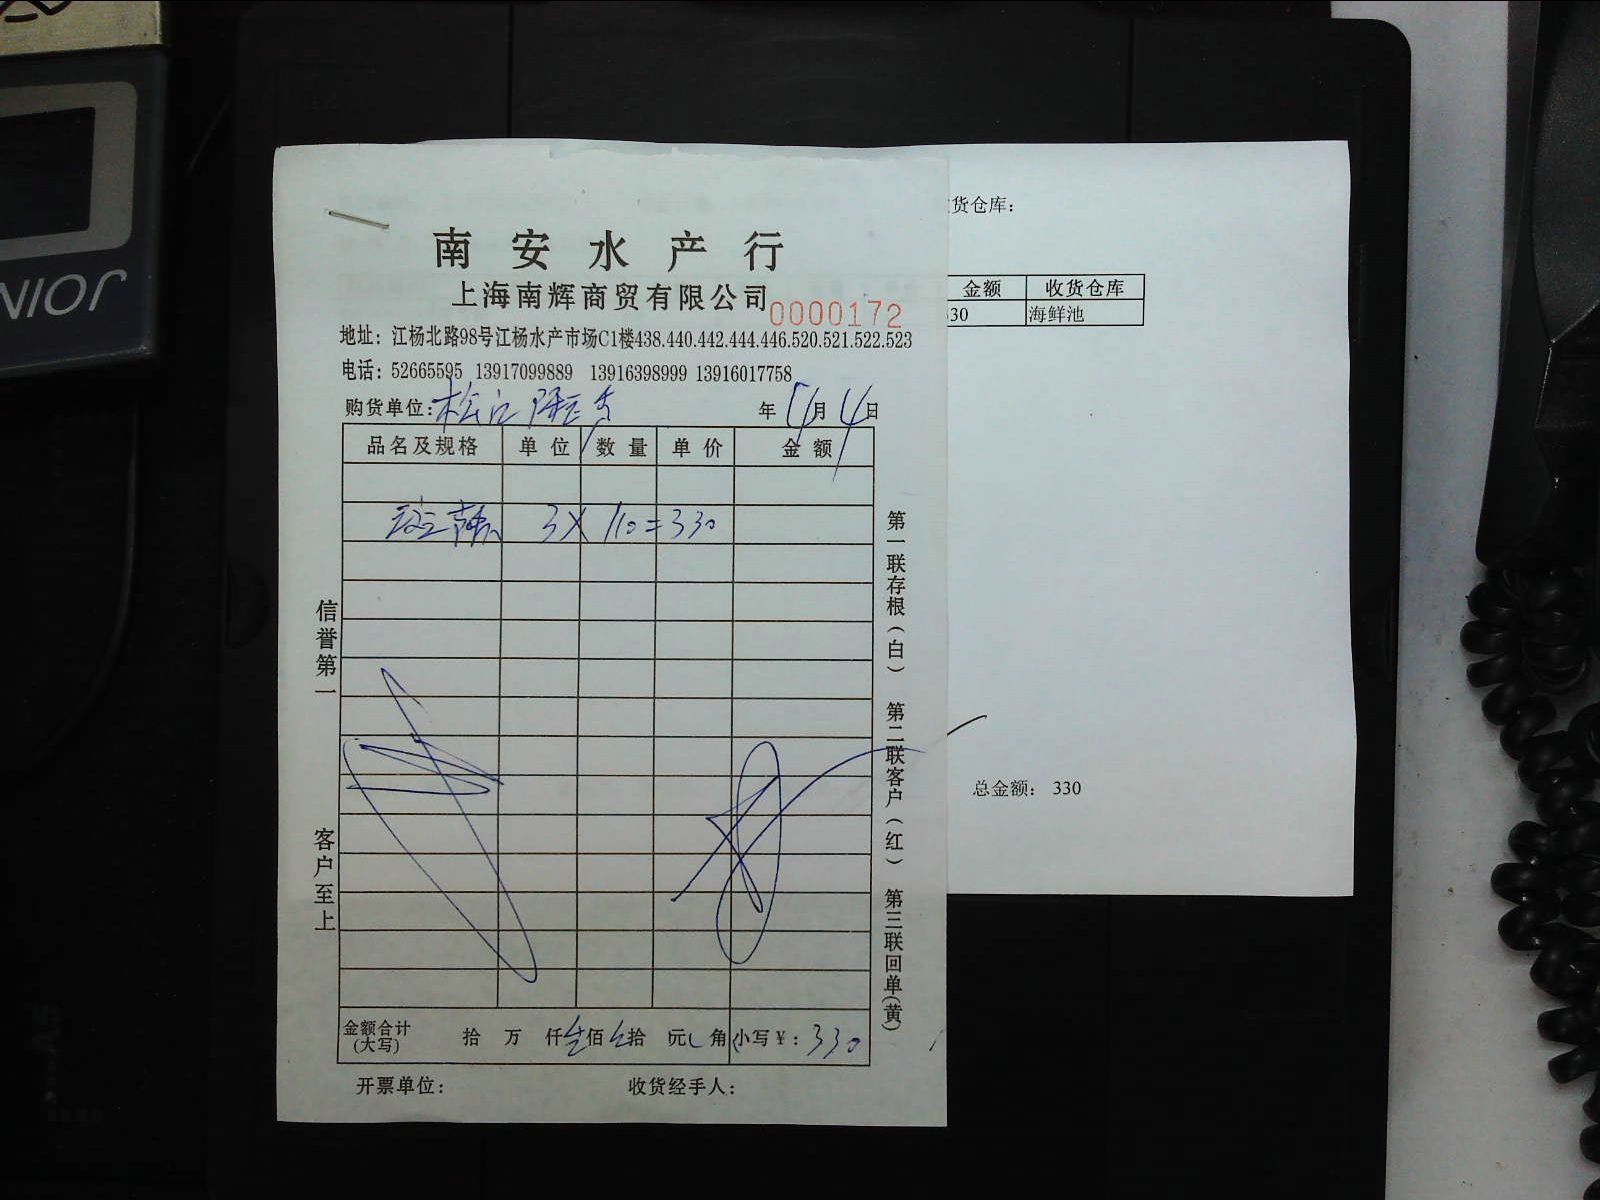 南安水产行
上海南辉商贸有限公司 0000172
地址：江杨北路98号江杨水产市场C1楼438.440.442.444.446.520.521.522.523
电话：52665595 13917099889 13916398999 13916017758
购货单位：松江 年 月 4 日
品名及规格 单位 数量 单价 金额
3 X 110 = 330
金额合计 (大写) 拾 万 仟 叁 佰 叁 拾 元 角 小写￥：330
开票单位： 收货经手人：
信誉第一 客户至上
第一联存根（白） 第二联客户（红） 第三联回单(黄)
货仓库：
金额 收货仓库
30 海鲜池
总金额： 330
JNIOR